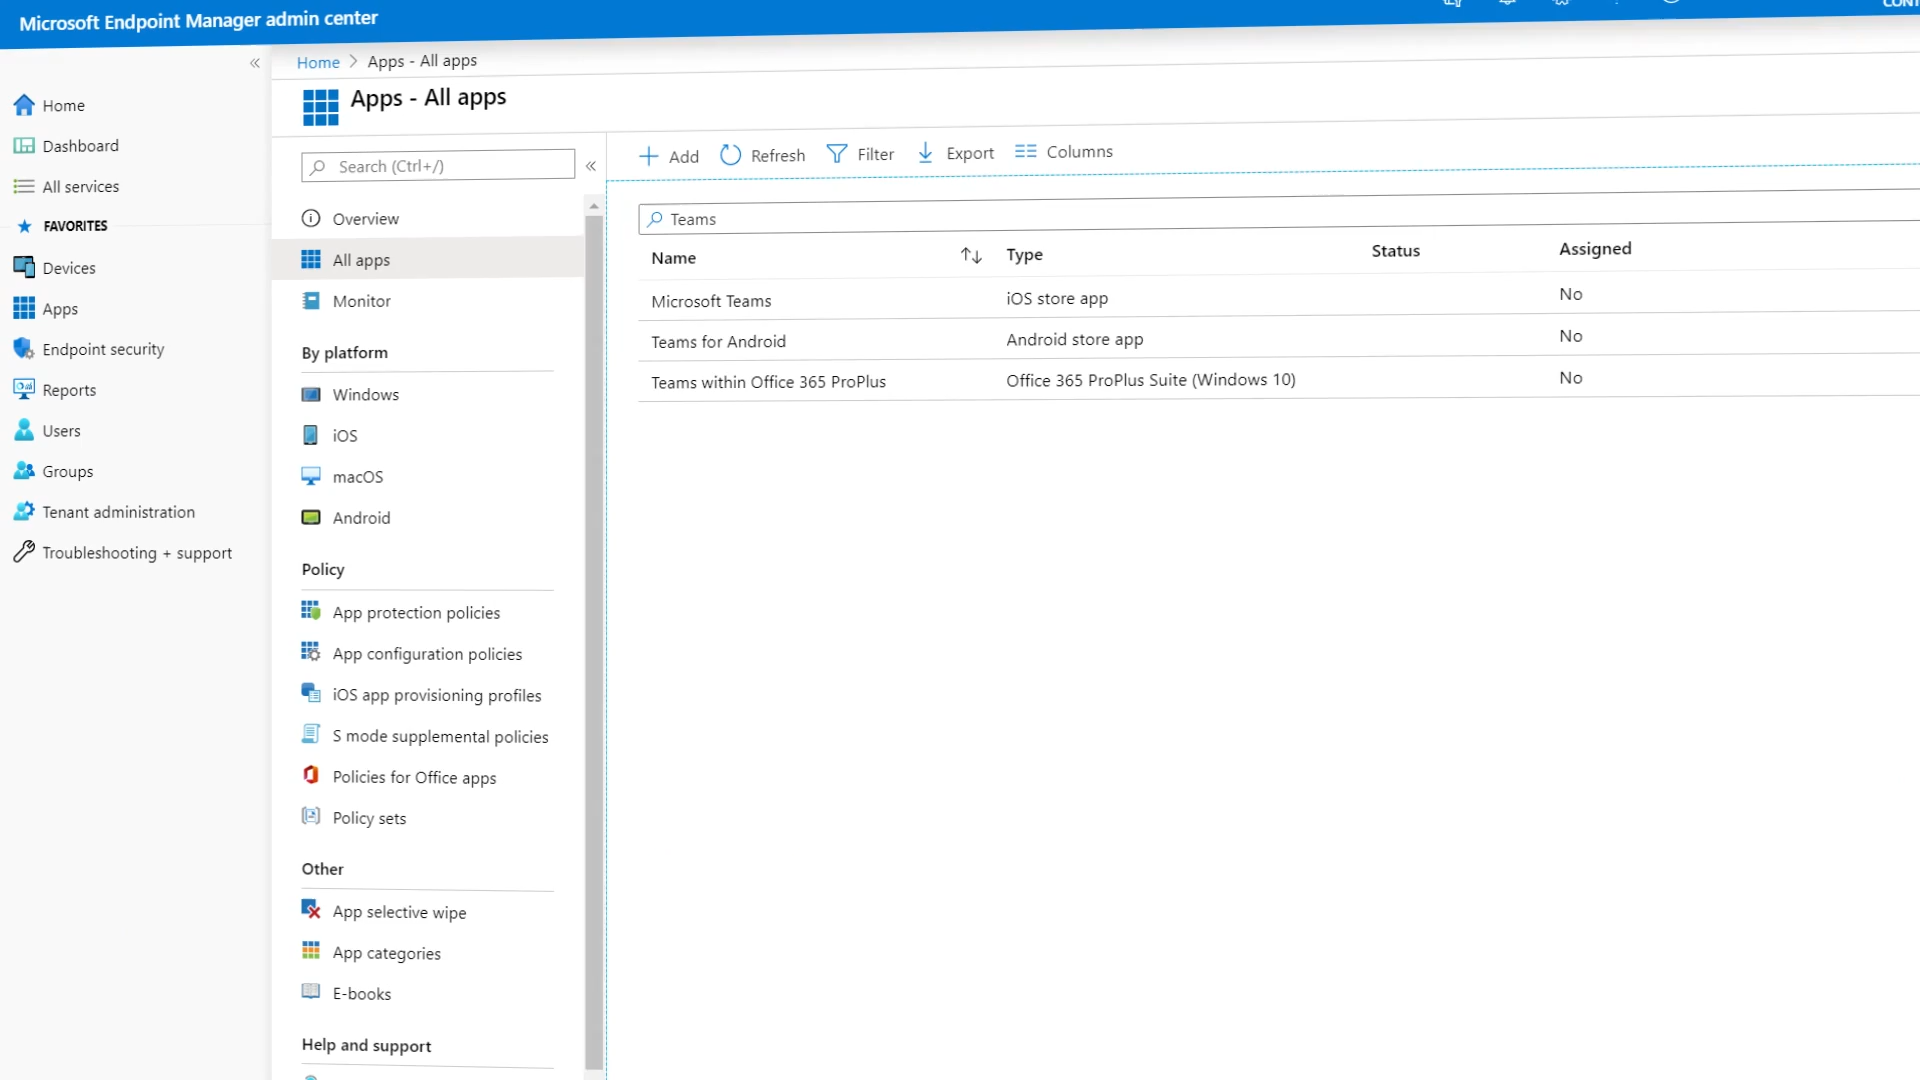 Microsoft Endpoint Manager admin center
Home
Dashboard
All services
FAVORITES
Devices
Apps
Endpoint security
Reports
Users
Groups
Tenant administration
Troubleshooting + support
Home > Apps - All apps
Apps - All apps
Search (Ctrl+/)
Overview
All apps
Monitor
By platform
Windows
iOS
macOS
Android
Policy
App protection policies
App configuration policies
iOS app provisioning profiles
S mode supplemental policies
Policies for Office apps
Policy sets
Other
App selective wipe
App categories
E-books
Help and support
Add Refresh Filter Export Columns
Teams
Name Type Status Assigned
Microsoft Teams iOS store app No
Teams for Android Android store app No
Teams within Office 365 ProPlus Office 365 ProPlus Suite (Windows 10) No